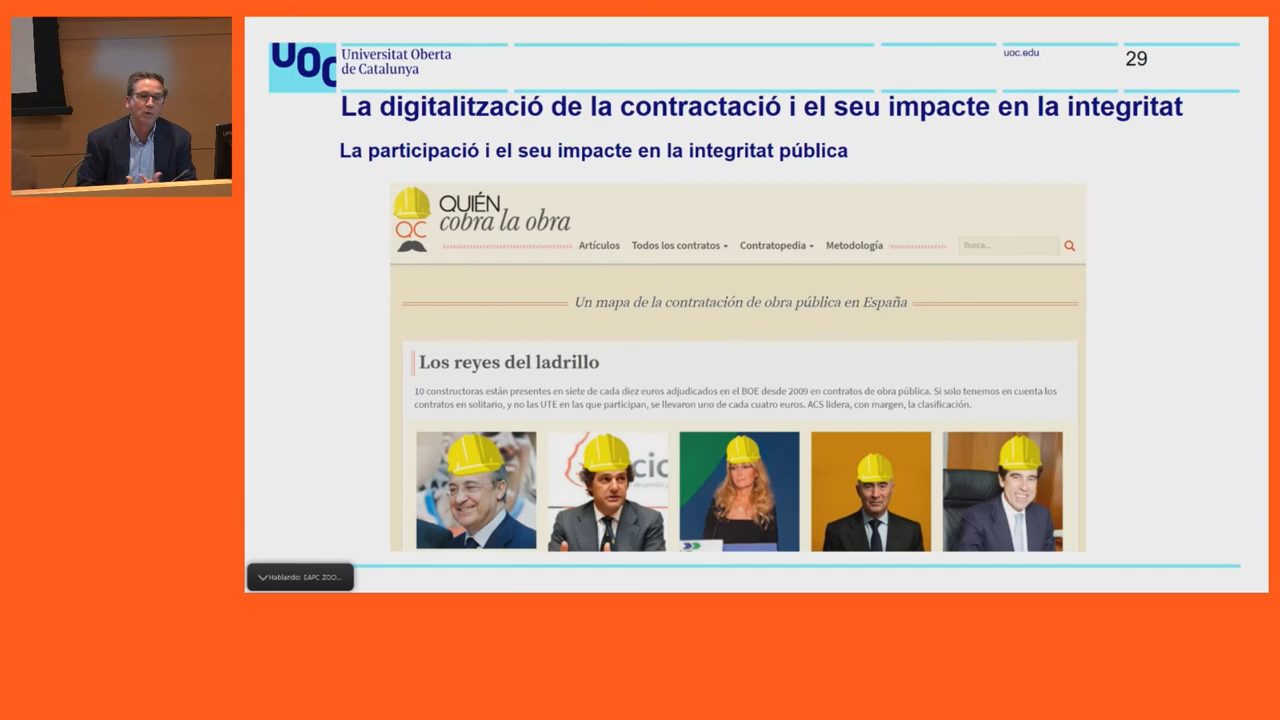 UOC
Universitat Oberta
de Catalunya
uoc.edu
29
La digitalització de la contractació i el seu impacte en la integritat
La participació i el seu impacte en la integritat pública
QC
QUIÉN
cobra la obra
Artículos
Todos los contratos
Contratopedia
Metodología
Busca...
Un mapa de la contratación de obra pública en España
Los reyes del ladrillo
10 constructoras están presentes en siete de cada diez euros adjudicados en el BOE desde 2009 en contratos de obra pública. Si solo tenemos en cuenta los
contratos en solitario, y no las UTE en las que participan, se llevaron uno de cada cuatro euros. ACS lidera, con margen, la clasificación.
Hablando: EAPC ZOO...